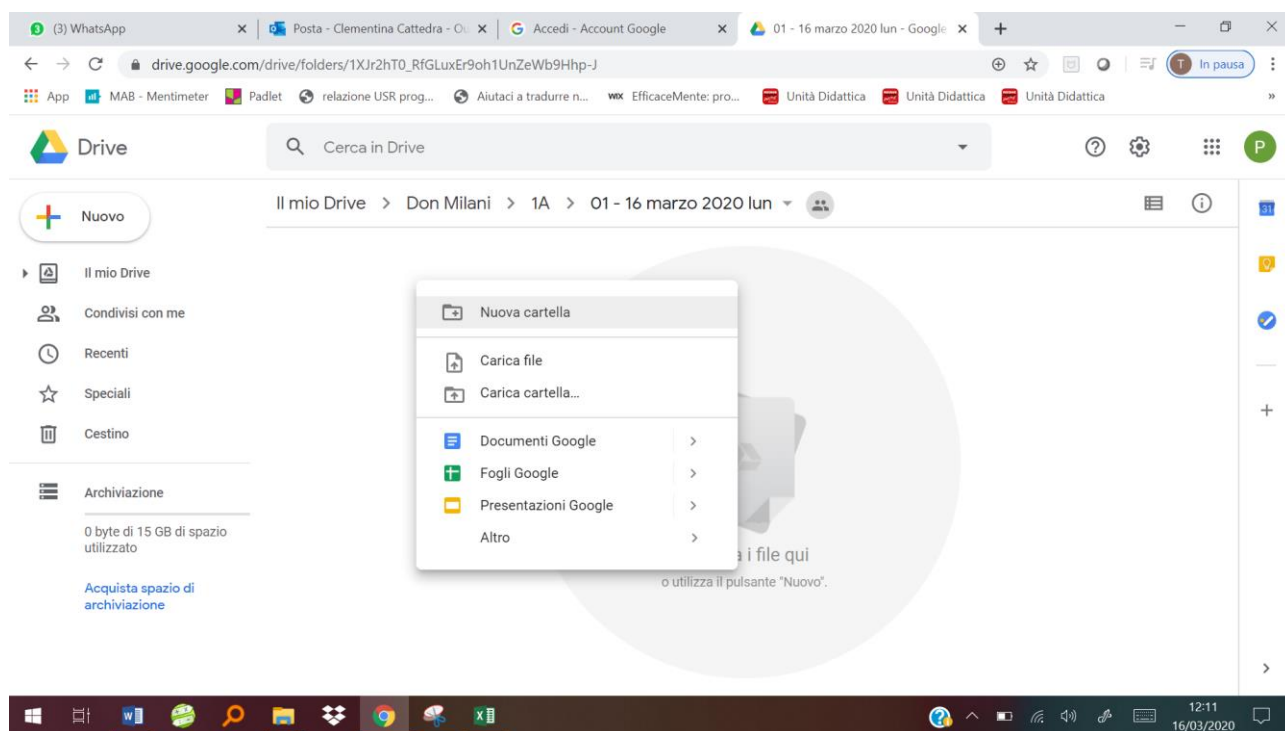 (3) WhatsApp
Posta - Clementina Cattedra - Ou
Accedi - Account Google
01 - 16 marzo 2020 lun - Google
drive.google.com/drive/folders/1XJr2hT0_RfGLuxEr9oh1UnZeWb9Hhp-J
T In pausa
App
MAB - Mentimeter
Padlet
relazione USR prog...
Aiutaci a tradurre n...
WIX EfficaceMente: pro...
Unità Didattica
Unità Didattica
Unità Didattica
»
Drive
Cerca in Drive
P
Nuovo
Il mio Drive > Don Milani > 1A > 01 - 16 marzo 2020 lun
31
Il mio Drive
Condivisi con me
Recenti
Speciali
Cestino
Archiviazione
0 byte di 15 GB di spazio
utilizzato
Acquista spazio di
archiviazione
Nuova cartella
Carica file
Carica cartella...
Documenti Google
Fogli Google
Presentazioni Google
Altro
i file qui
o utilizza il pulsante "Nuovo".
12:11
16/03/2020